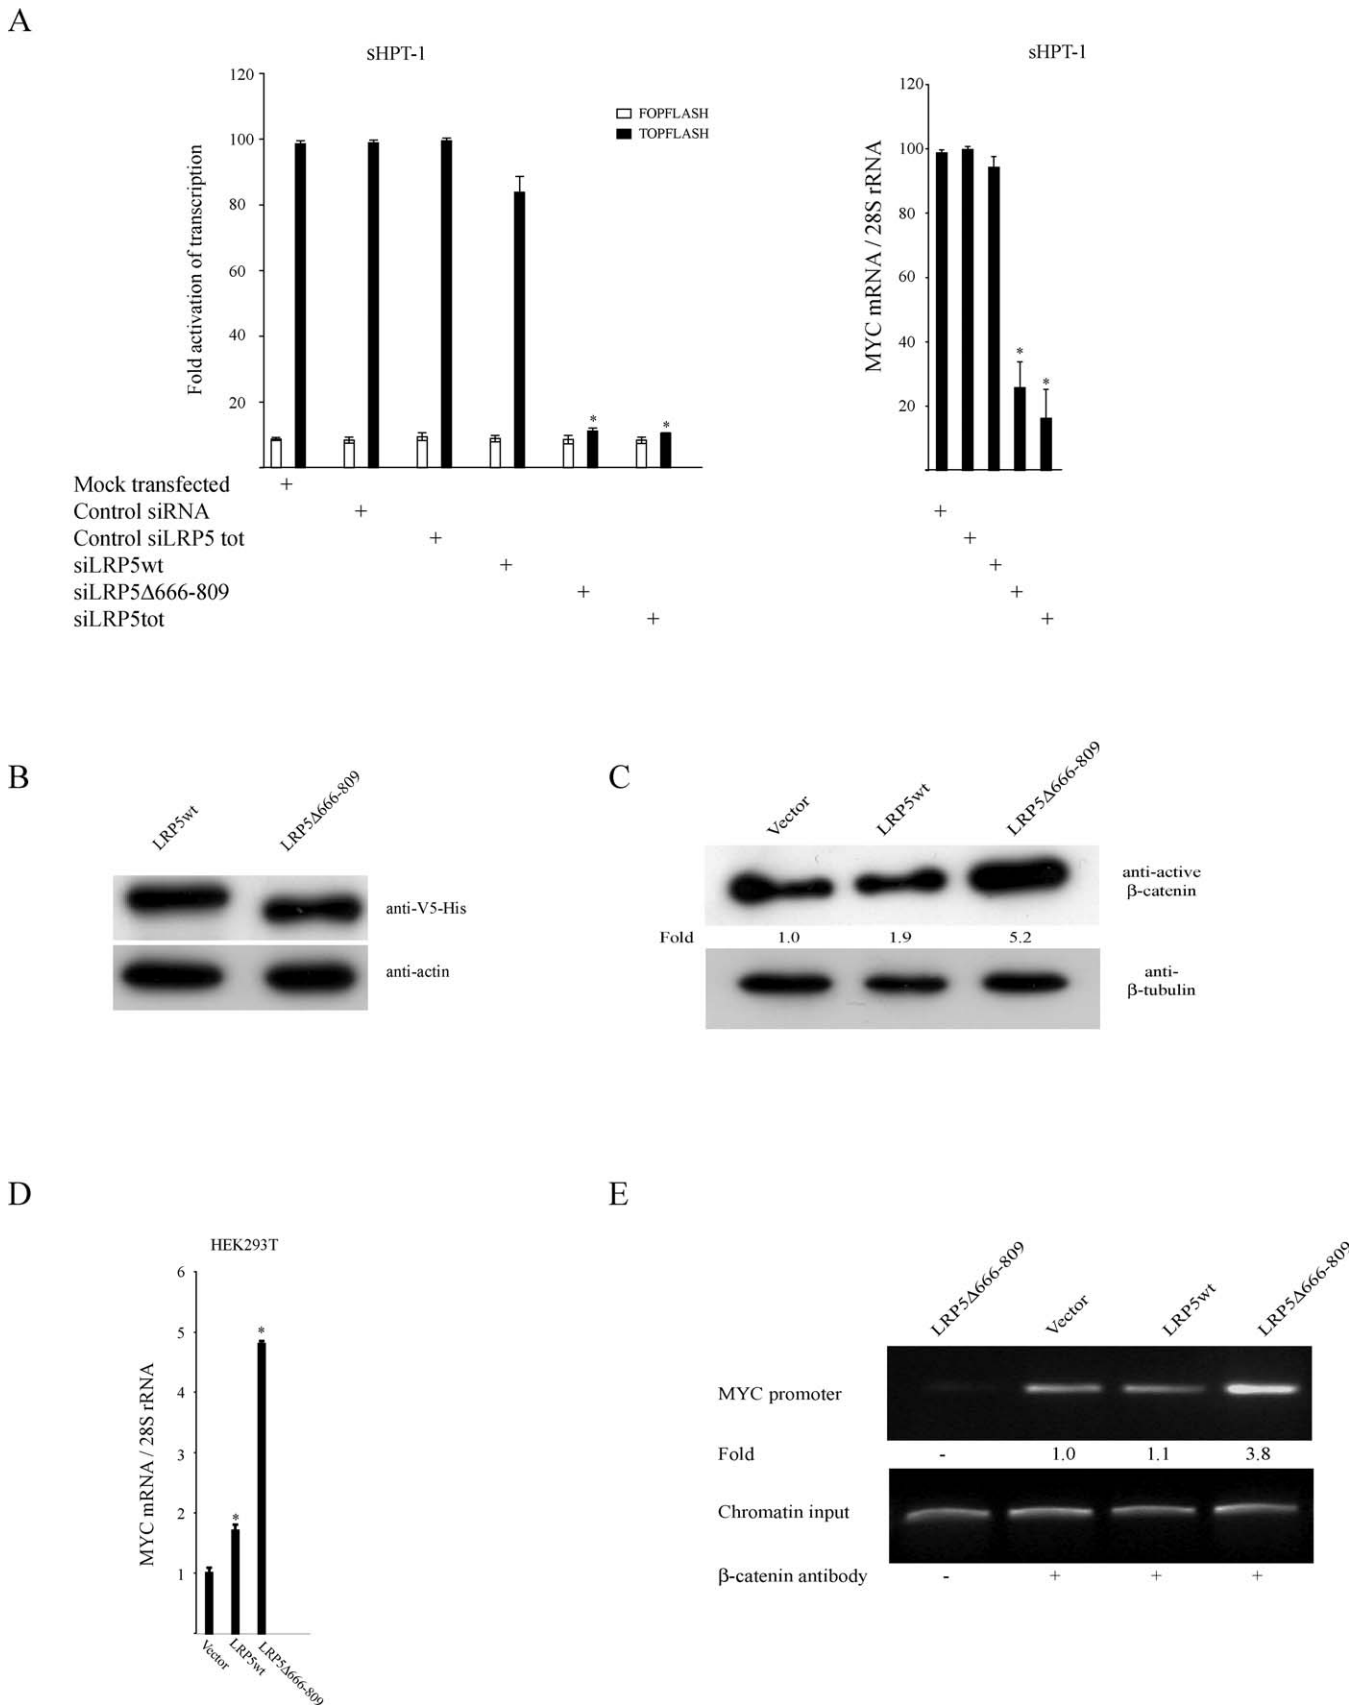 A
sHPT-1
120
100
80
60
40
20
Fold activation of transcription
FOPFLASH
TOPFLASH
* *
Mock transfected +
Control siRNA +
Control siLRP5 tot +
siLRP5wt +
siLRP5Δ666-809 +
siLRP5tot +
sHPT-1
120
100
80
60
40
20
MYC mRNA / 28S rRNA
* *
+
+
+
+
+
B
LRP5wt
LRP5Δ666-809
anti-V5-His
anti-actin
C
Vector
LRP5wt
LRP5Δ666-809
anti-active
β-catenin
Fold 1.0 1.9 5.2
anti-
β-tubulin
D
HEK293T
6
5
4
3
2
1
MYC mRNA / 28S rRNA
* *
Vector
LRP5wt
LRP5Δ666-809
E
LRP5Δ666-809
Vector
LRP5wt
LRP5Δ666-809
MYC promoter
Fold - 1.0 1.1 3.8
Chromatin input
β-catenin antibody - + + +